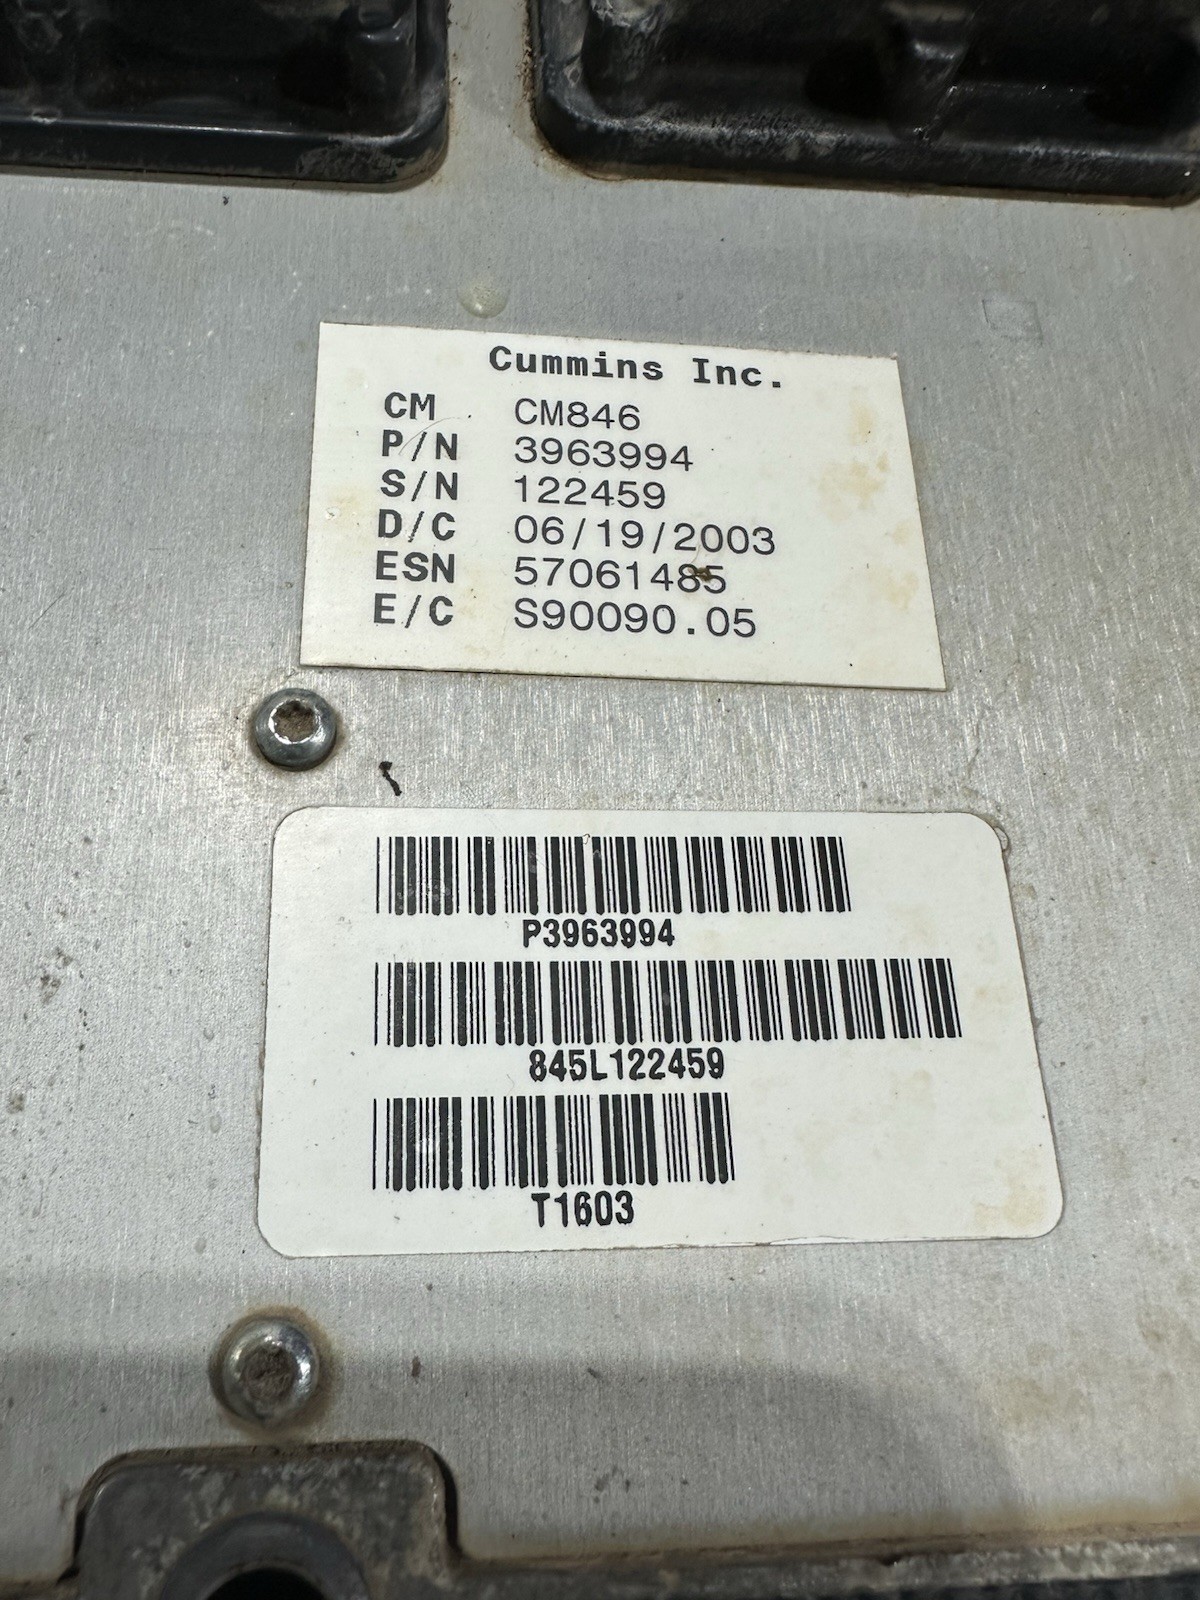 Cummins Inc.
CM CM846
P/N 3963994
S/N 122459
D/C 06/19/2003
ESN 57061485
E/C S90090.05
P3963994
845L122459
T1603